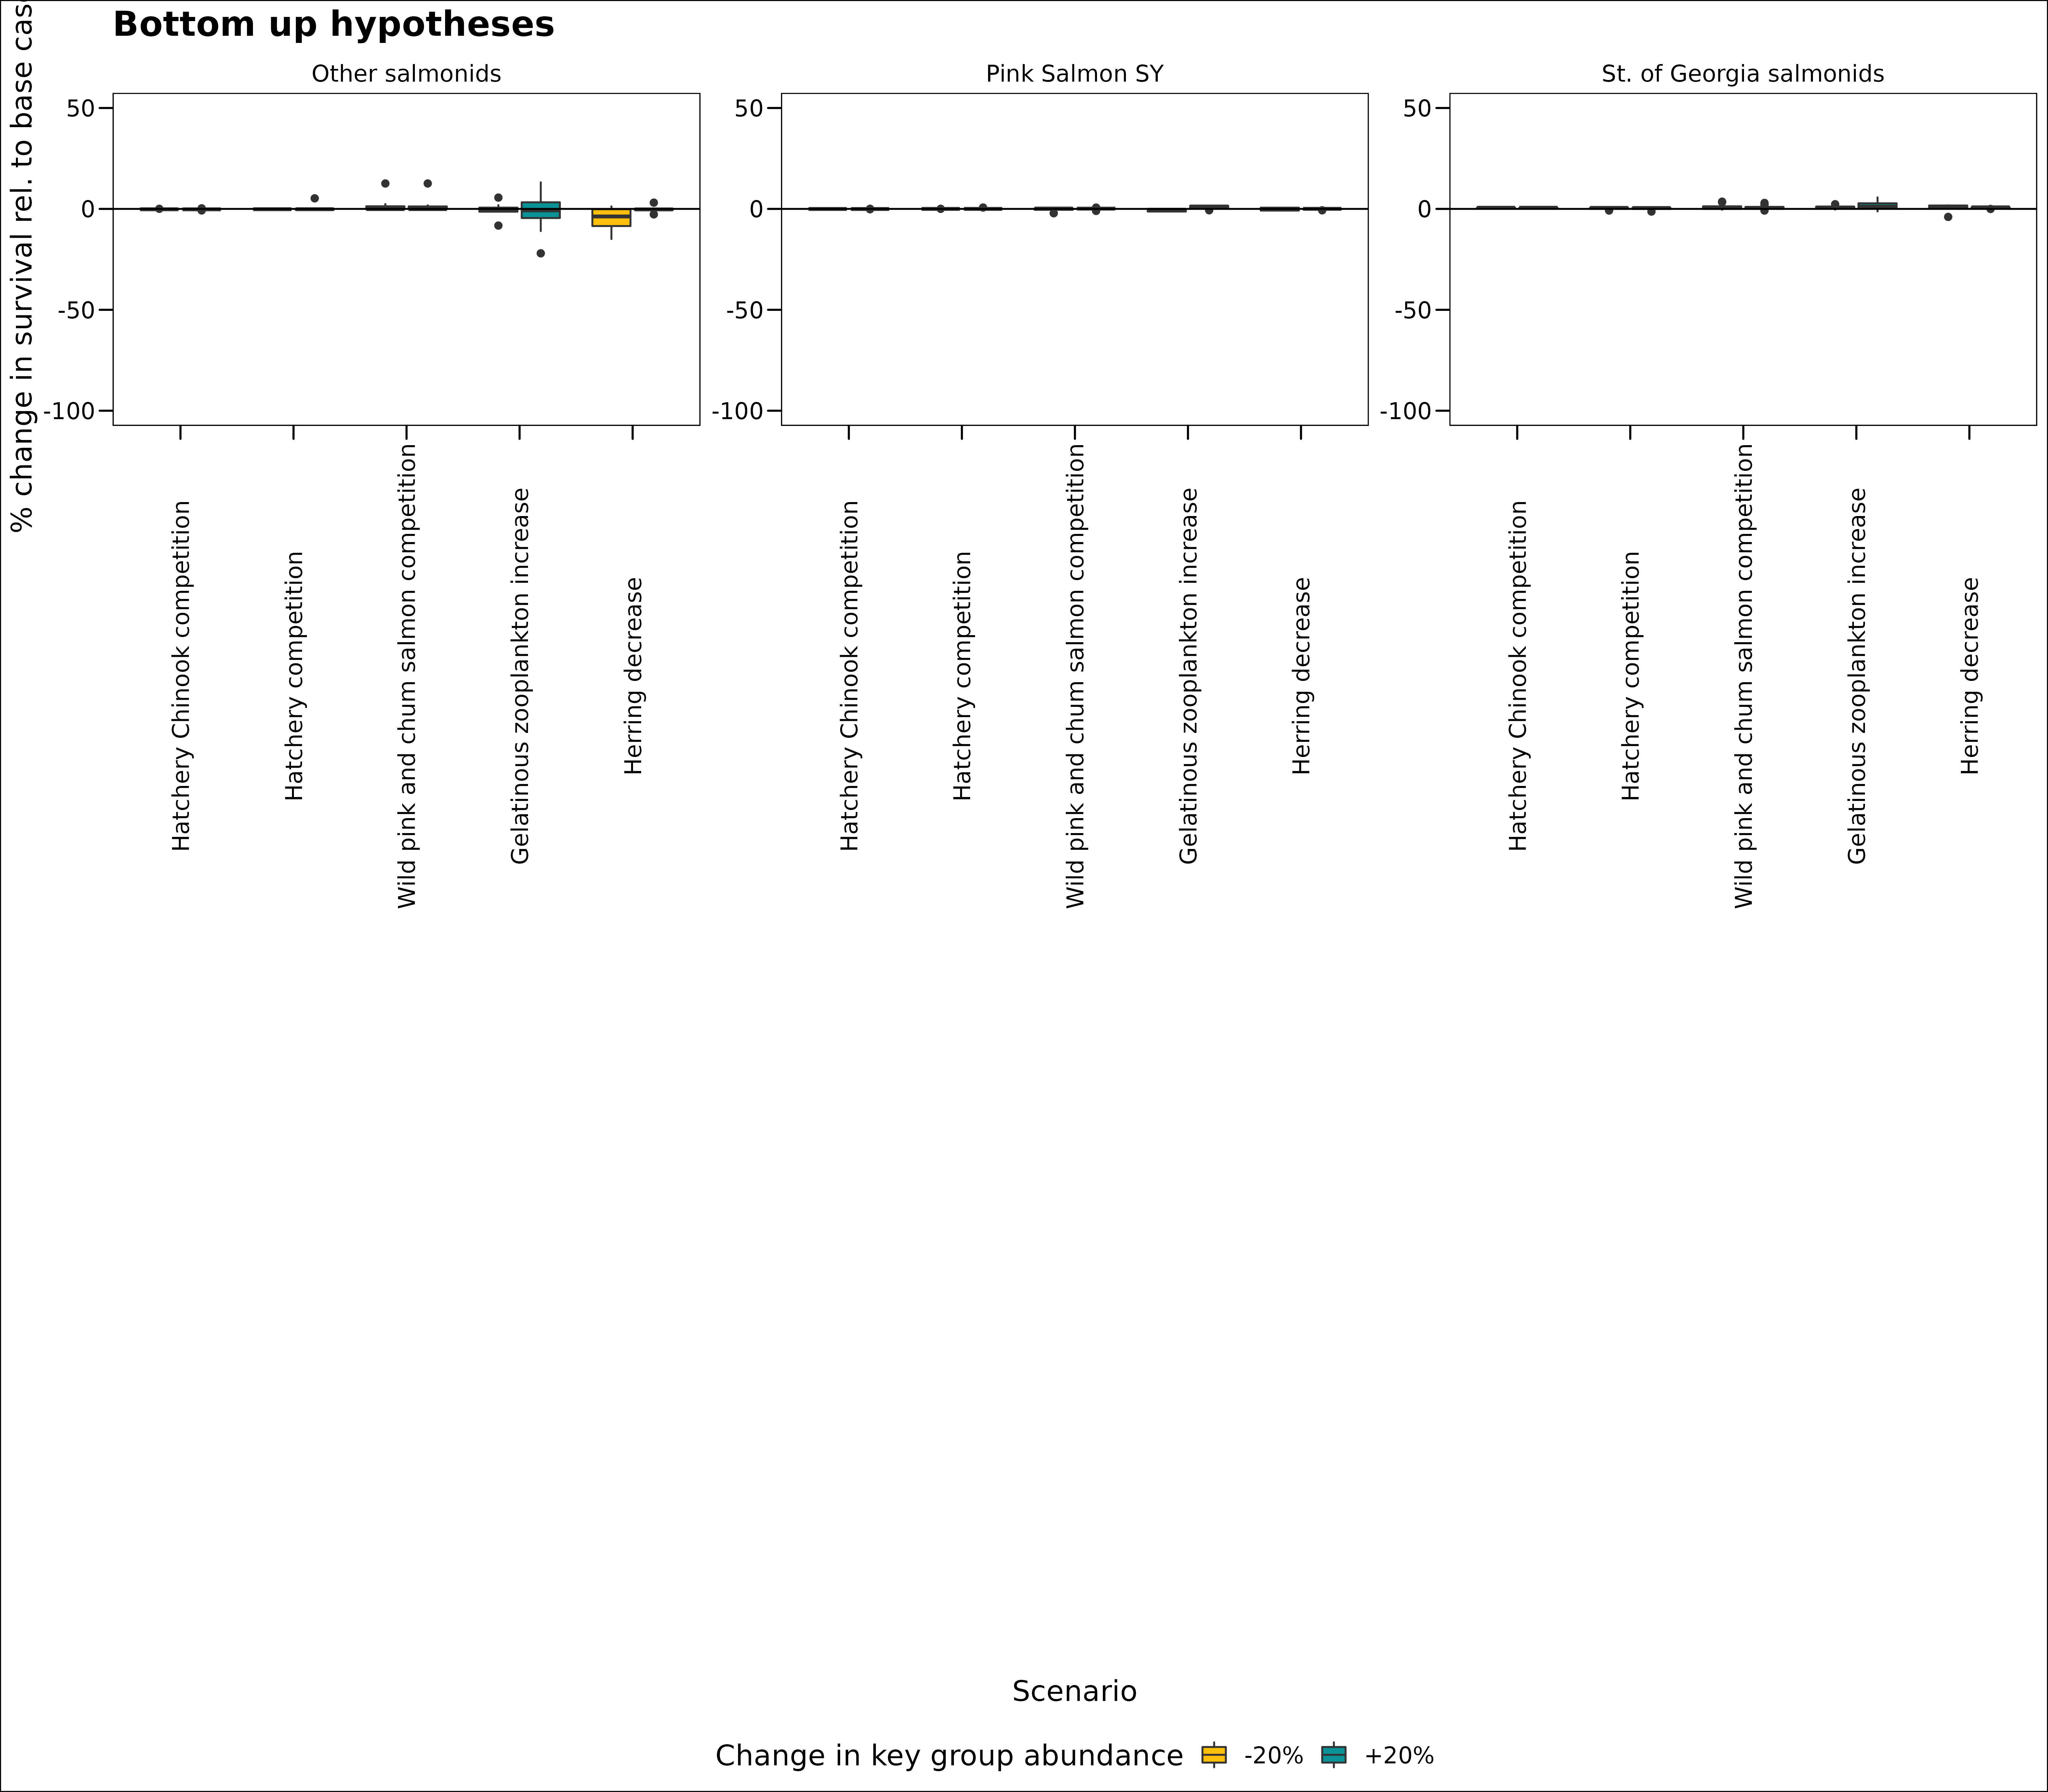 Bottom up hypotheses
Other salmonids
Pink Salmon SY
St. of Georgia salmonids
% change in survival rel. to base case
50
0
-50
-100
50
0
-50
-100
50
0
-50
-100
Hatchery Chinook competition
Hatchery competition
Wild pink and chum salmon competition
Gelatinous zooplankton increase
Herring decrease
Hatchery Chinook competition
Hatchery competition
Wild pink and chum salmon competition
Gelatinous zooplankton increase
Herring decrease
Hatchery Chinook competition
Hatchery competition
Wild pink and chum salmon competition
Gelatinous zooplankton increase
Herring decrease
Scenario
Change in key group abundance -20% +20%